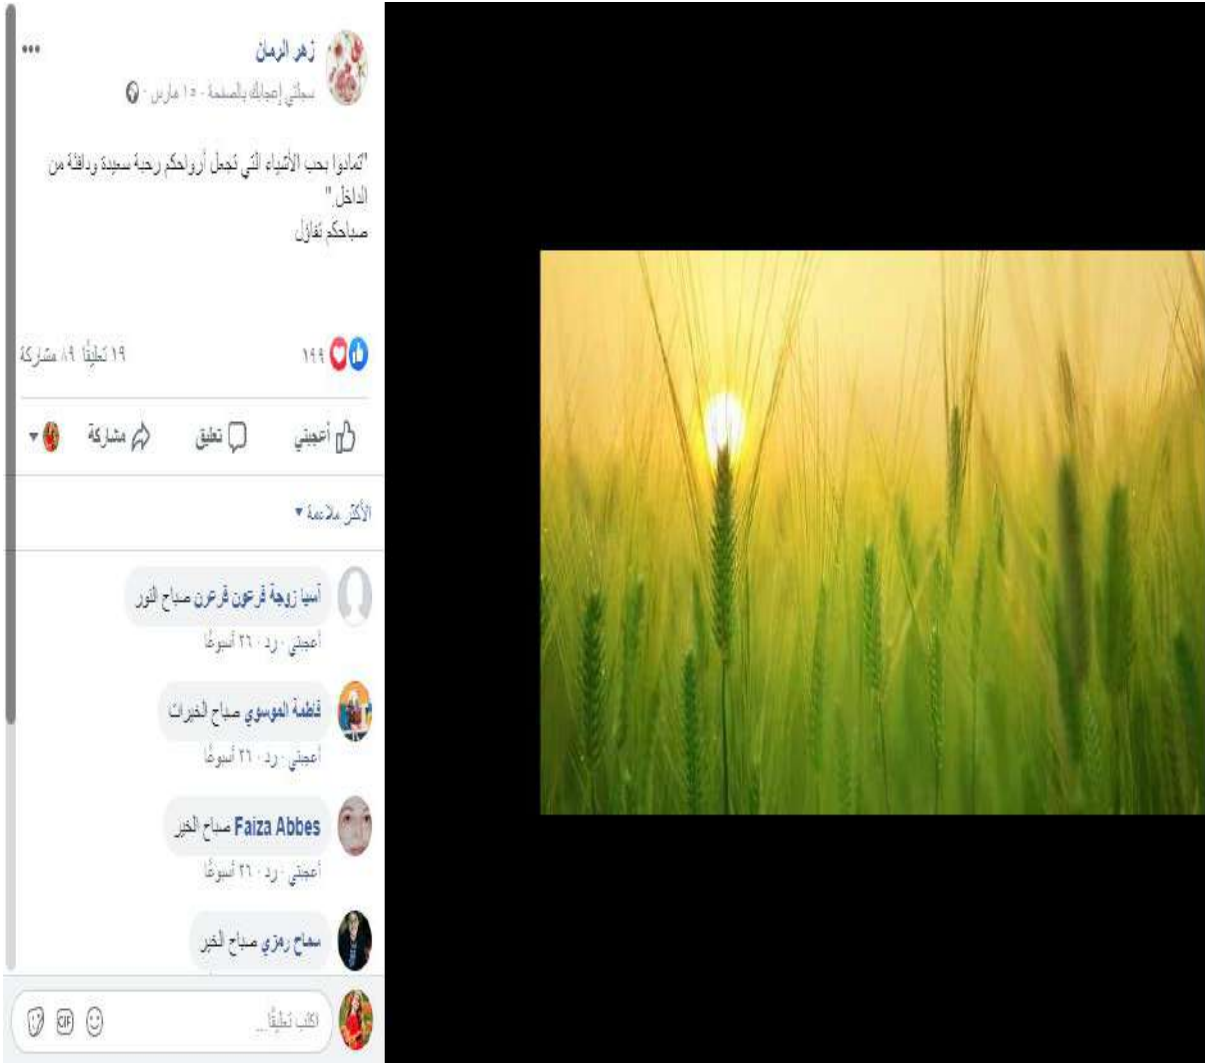 زهر الرمان
سجلتي إعجابك بالصفحة · ١٥ مارس ·
"تمادوا بحب الأشياء التي تجعل أرواحكم رحبة سعيدة ودافئة من
الداخل."
صباحكم تفاؤل
١٩٩
١٩ تعليقًا ٨٩ مشاركة
أعجبني
تعليق
مشاركة
الأكثر ملاءمة
آسيا زوجة فرعون فرعرن صباح النور
أعجبني · رد · ٢٦ أسبوعًا
فاطمة الموسوي صباح الخيرات
أعجبني · رد · ٢٦ أسبوعًا
Faiza Abbes صباح الخير
أعجبني · رد · ٢٦ أسبوعًا
سماح رمزي صباح الخير
اكتب تعليقًا...
GIF